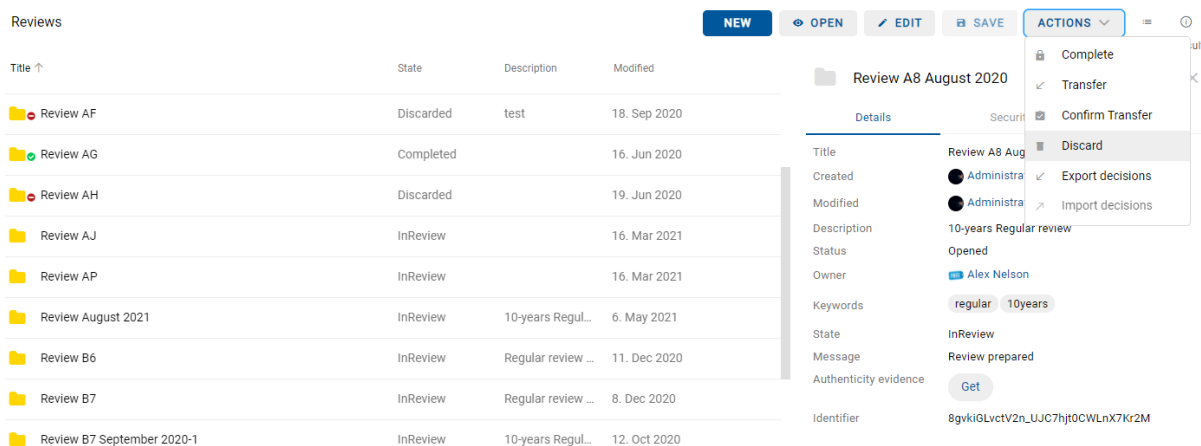 Reviews
NEW
OPEN
EDIT
SAVE
ACTIONS
Title
State
Description
Modified
Review AF
Discarded
test
18. Sep 2020
Review AG
Completed
16. Jun 2020
Review AH
Discarded
19. Jun 2020
Review AJ
InReview
16. Mar 2021
Review AP
InReview
16. Mar 2021
Review August 2021
InReview
10-years Regul...
6. May 2021
Review B6
InReview
Regular review ...
11. Dec 2020
Review B7
InReview
Regular review ...
8. Dec 2020
Review B7 September 2020-1
InReview
10-years Regul...
12. Oct 2020
Complete
Transfer
Confirm Transfer
Discard
Export decisions
Import decisions
Review A8 August 2020
Details
Securit
Title
Review A8 Aug
Created
Administra
Modified
Administra
Description
10-years Regular review
Status
Opened
Owner
Alex Nelson
Keywords
regular
10years
State
InReview
Message
Review prepared
Authenticity evidence
Get
Identifier
8gvkiGLvctV2n_UJC7hjt0CWLnX7Kr2M